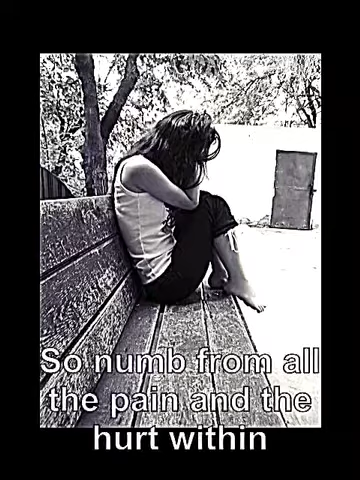 So numb from all
the pain and the
hurt within